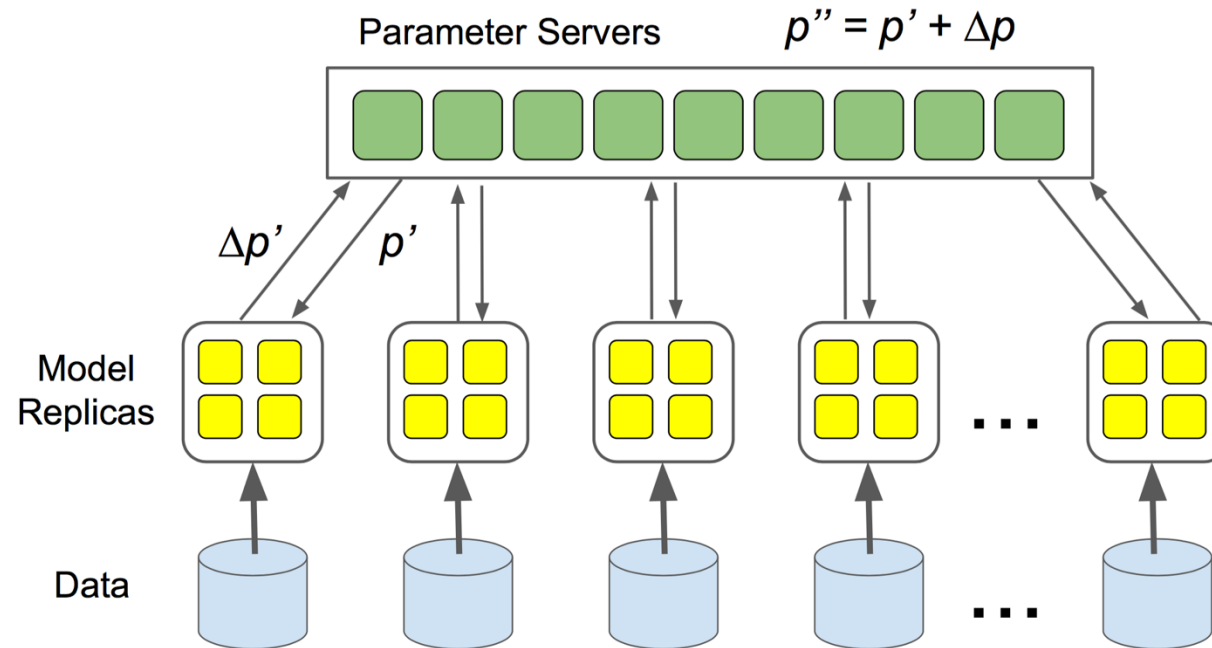 Parameter Servers
p’’ = p’ + Δp
Δp’
p’
Model
Replicas
...
Data
...